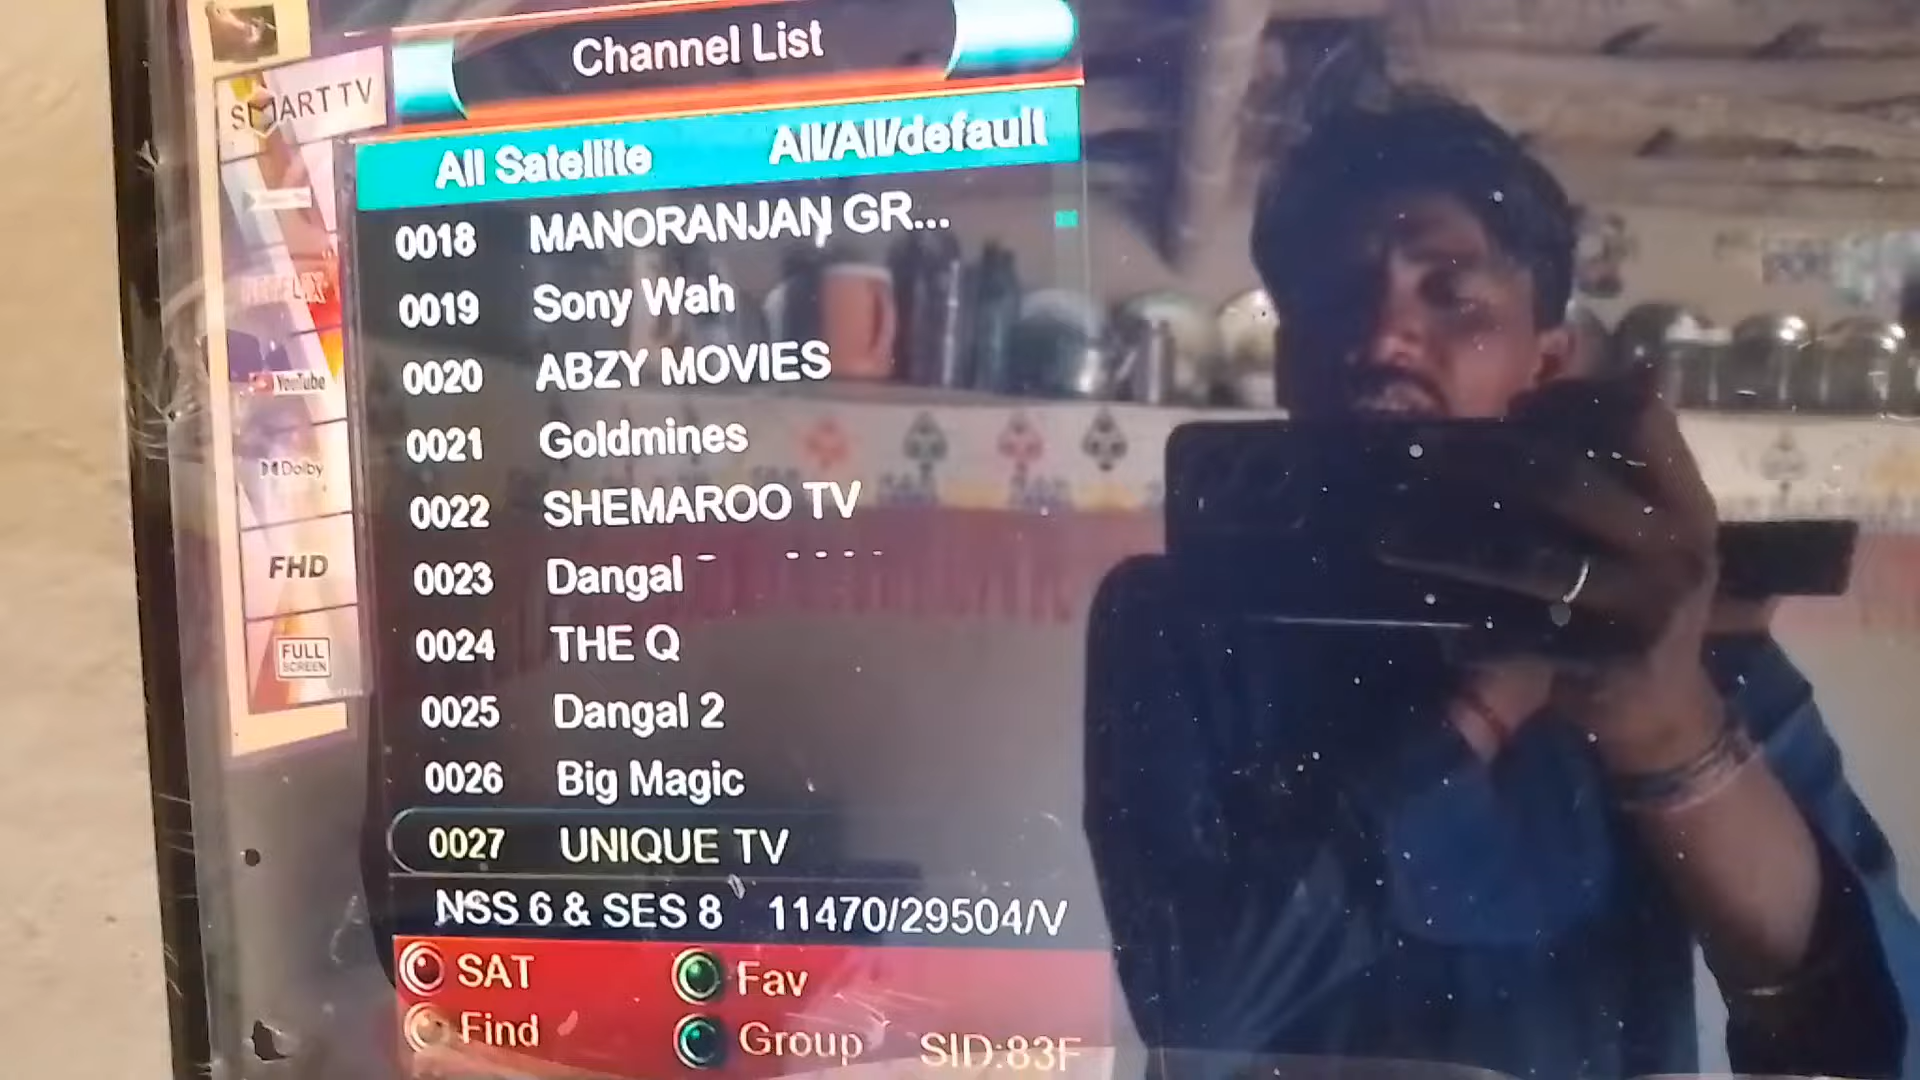 Channel List
SMART TV
All Satellite All/All/default
0018 MANORANJAN GR...
0019 Sony Wah
NETFLIX
0020 ABZY MOVIES
YouTube
0021 Goldmines
Dolby
0022 SHEMAROO TV
0023 Dangal
FHD
0024 THE Q
FULL
SCREEN
0025 Dangal 2
0026 Big Magic
0027 UNIQUE TV
NSS 6 & SES 8 11470/29504/V
SAT Fav
Find Group SID:83F